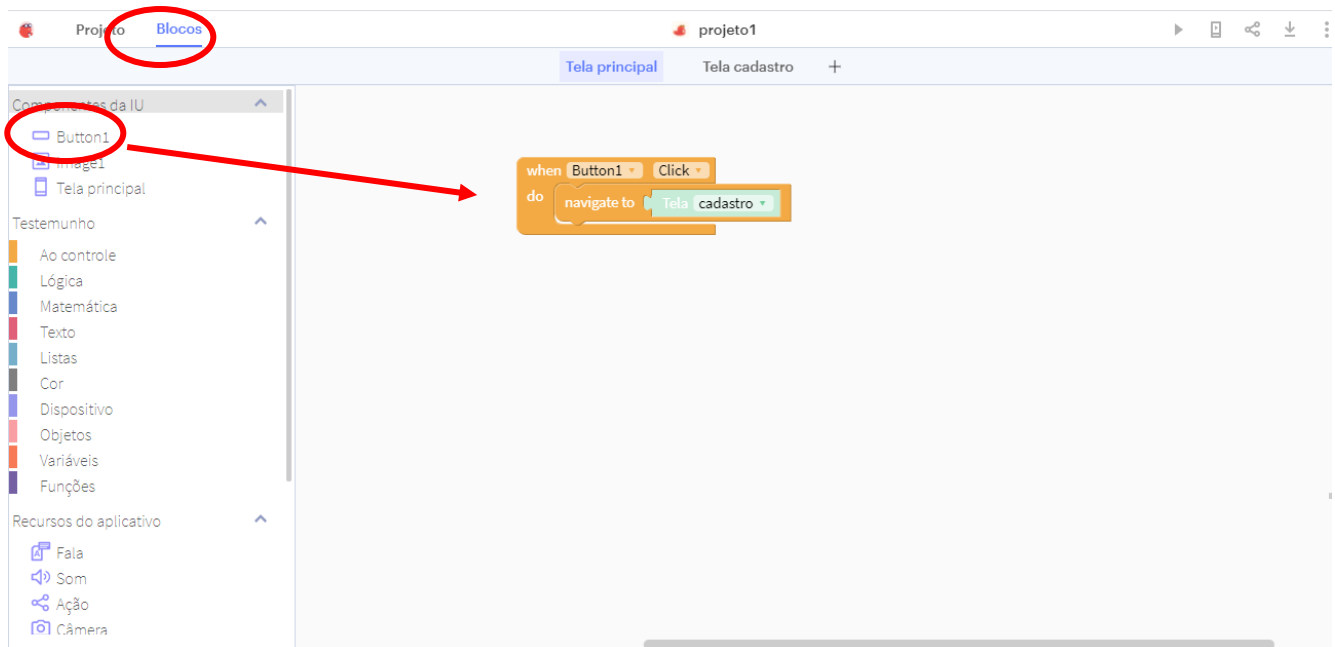 Projeto Blocos projeto1
Tela principal Tela cadastro +
Componentes da IU
Button1
Image1
Tela principal
Testemunho
Ao controle
Lógica
Matemática
Texto
Listas
Cor
Dispositivo
Objetos
Variáveis
Funções
Recursos do aplicativo
Fala
Som
Ação
Câmera
when Button1 Click
do navigate to Tela cadastro